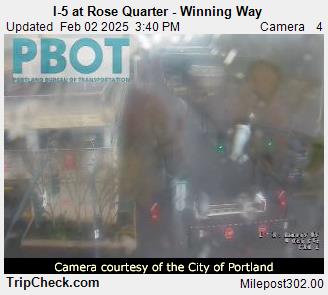 I-5 at Rose Quarter - Winning Way
Updated Feb 02 2025 3:40 PM Camera 4
PBOT
PORTLAND BUREAU OF TRANSPORTATION
Camera courtesy of the City of Portland
TripCheck.com Milepost302.00